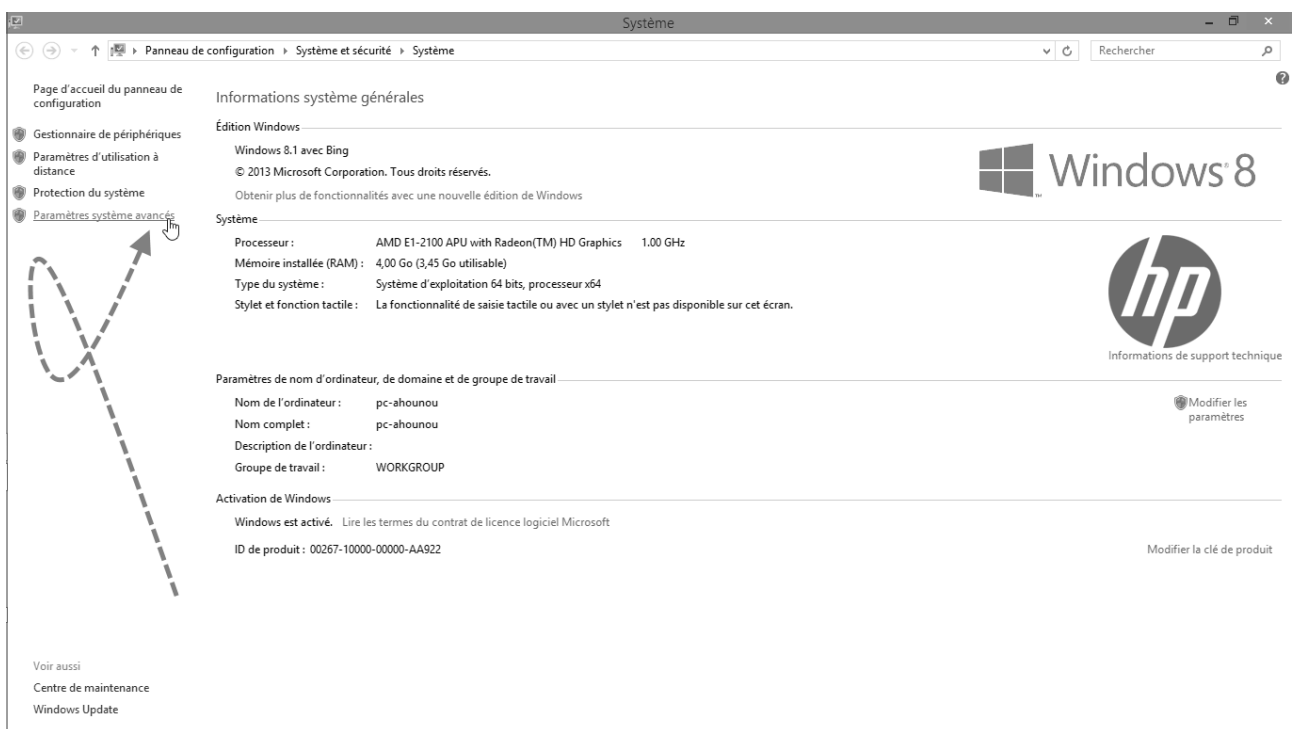 Système
Panneau de configuration Système et sécurité Système
Rechercher
Page d'accueil du panneau de
configuration
Gestionnaire de périphériques
Paramètres d'utilisation à
distance
Protection du système
Paramètres système avancés
Informations système générales
Édition Windows
Windows 8.1 avec Bing
© 2013 Microsoft Corporation. Tous droits réservés.
Obtenir plus de fonctionnalités avec une nouvelle édition de Windows
Windows 8
Système
Processeur : AMD E1-2100 APU with Radeon(TM) HD Graphics 1.00 GHz
Mémoire installée (RAM) : 4,00 Go (3,45 Go utilisable)
Type du système : Système d'exploitation 64 bits, processeur x64
Stylet et fonction tactile : La fonctionnalité de saisie tactile ou avec un stylet n'est pas disponible sur cet écran.
hp
Informations de support technique
Paramètres de nom d'ordinateur, de domaine et de groupe de travail
Nom de l'ordinateur : pc-ahounou
Nom complet : pc-ahounou
Description de l'ordinateur :
Groupe de travail : WORKGROUP
Modifier les
paramètres
Activation de Windows
Windows est activé. Lire les termes du contrat de licence logiciel Microsoft
ID de produit : 00267-10000-00000-AA922
Modifier la clé de produit
Voir aussi
Centre de maintenance
Windows Update